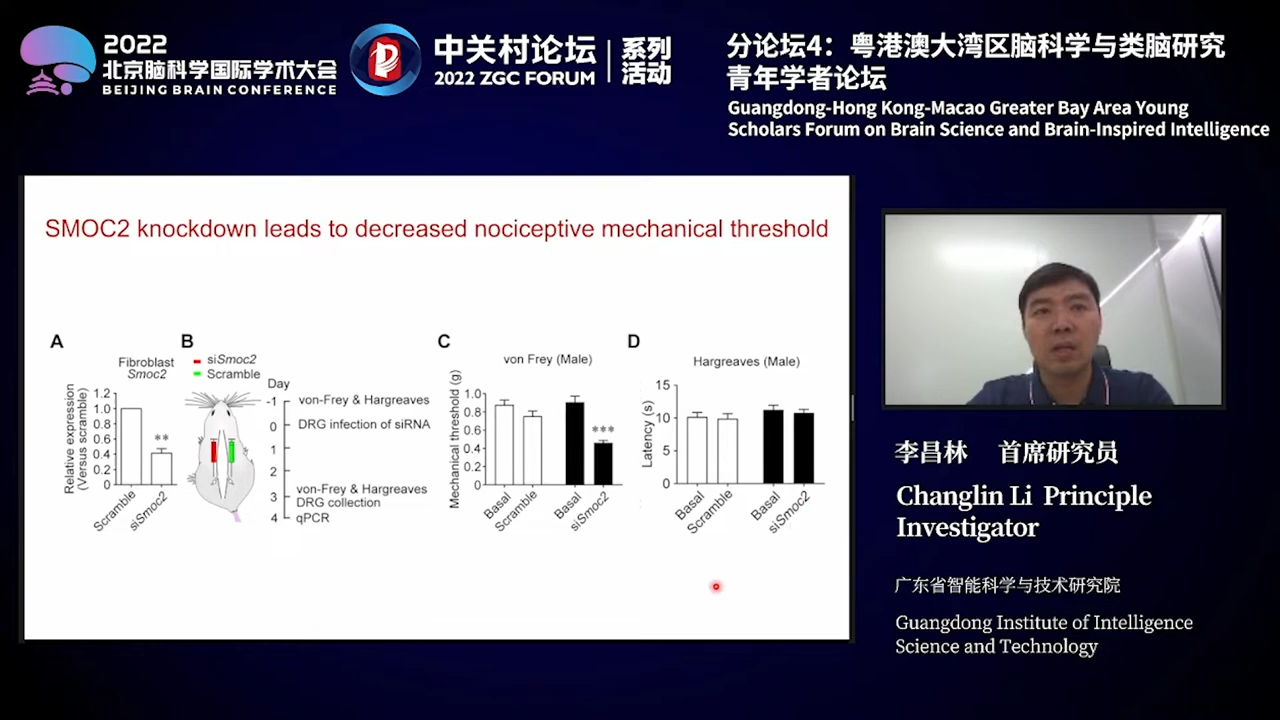 2022
北京脑科学国际学术大会
BEIJING BRAIN CONFERENCE
中关村论坛
2022 ZGC FORUM
系列
活动
分论坛4：粤港澳大湾区脑科学与类脑研究
青年学者论坛
Guangdong-Hong Kong-Macao Greater Bay Area Young
Scholars Forum on Brain Science and Brain-Inspired Intelligence
SMOC2 knockdown leads to decreased nociceptive mechanical threshold
A
Fibroblast
Smoc2
Relative expression
(Versus scramble)
1.2
1.0
0.8
0.6
0.4
0.2
0
**
Scramble
siSmoc2
B
siSmoc2
Scramble
Day
-1 von-Frey & Hargreaves
0 DRG infection of siRNA
1
2
3 von-Frey & Hargreaves
DRG collection
4 qPCR
C
von Frey (Male)
Mechanical threshold (g)
1.0
0.8
0.6
0.4
0.2
0
***
Basal
Scramble
Basal
siSmoc2
D
Hargreaves (Male)
Latency (s)
15
10
5
0
Basal
Scramble
Basal
siSmoc2
李昌林 首席研究员
Changlin Li Principle
Investigator
广东省智能科学与技术研究院
Guangdong Institute of Intelligence
Science and Technology